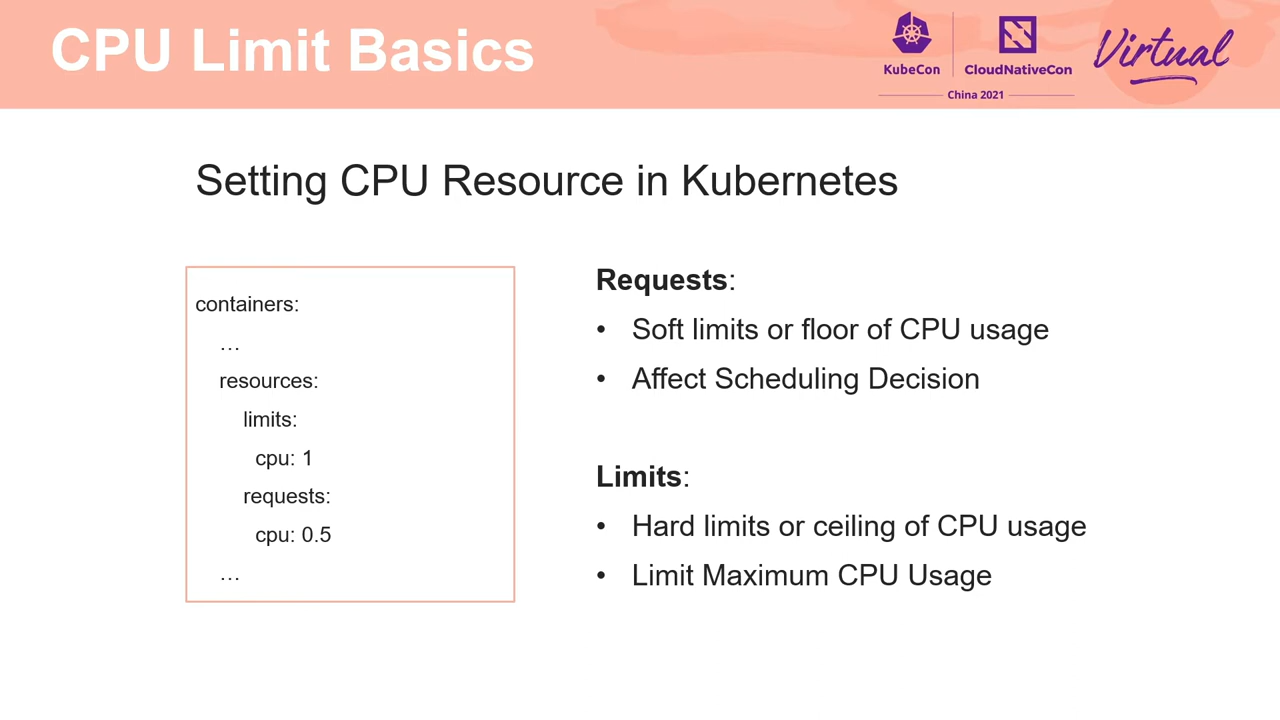 CPU Limit Basics
KubeCon
CloudNativeCon
China 2021
Virtual
Setting CPU Resource in Kubernetes
containers:
…
resources:
limits:
cpu: 1
requests:
cpu: 0.5
…
Requests:
• Soft limits or floor of CPU usage
• Affect Scheduling Decision
Limits:
• Hard limits or ceiling of CPU usage
• Limit Maximum CPU Usage